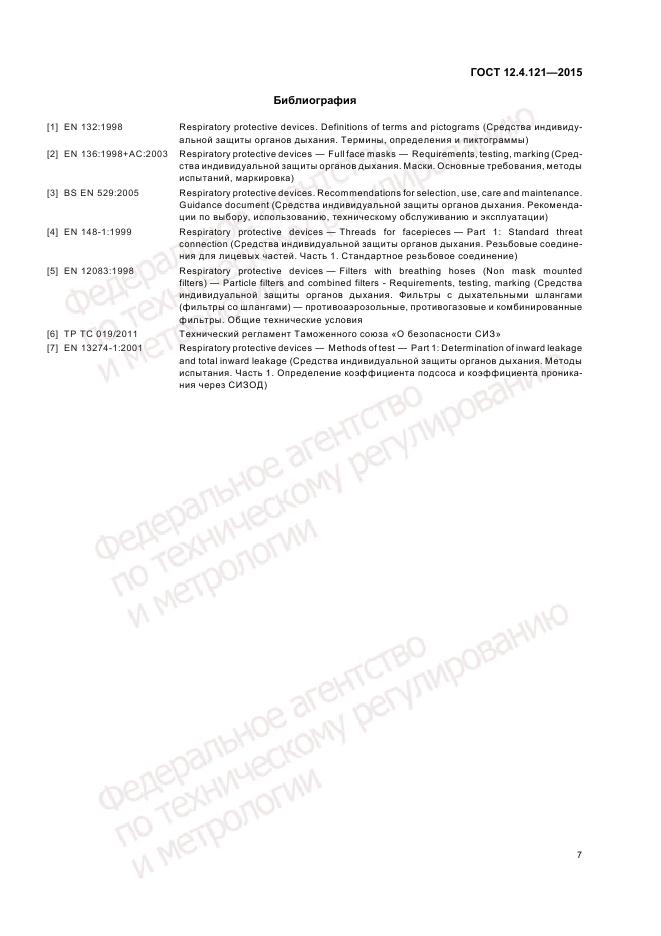 ГОСТ 12.4.121—2015
Библиография
[1] EN 132:1998 Respiratory protective devices. Definitions of terms and pictograms (Средства индивиду-
альной защиты органов дыхания. Термины, определения и пиктограммы)
[2] EN 136:1998+AC:2003 Respiratory protective devices — Full face masks — Requirements, testing, marking (Сред-
ства индивидуальной защиты органов дыхания. Маски. Основные требования, методы
испытаний, маркировка)
[3] BS EN 529:2005 Respiratory protective devices. Recommendations for selection, use, care and maintenance.
Guidance document (Средства индивидуальной защиты органов дыхания. Рекоменда-
ции по выбору, использованию, техническому обслуживанию и эксплуатации)
[4] EN 148-1:1999 Respiratory protective devices — Threads for facepieces — Part 1: Standard threat
connection (Средства индивидуальной защиты органов дыхания. Резьбовые соедине-
ния для лицевых частей. Часть 1. Стандартное резьбовое соединение)
[5] EN 12083:1998 Respiratory protective devices — Filters with breathing hoses (Non mask mounted
filters) — Particle filters and combined filters - Requirements, testing, marking (Средства
индивидуальной защиты органов дыхания. Фильтры с дыхательными шлангами
(фильтры со шлангами) — противоаэрозольные, противогазовые и комбинированные
фильтры. Общие технические условия
[6] ТР ТС 019/2011 Технический регламент Таможенного союза «О безопасности СИЗ»
[7] EN 13274-1:2001 Respiratory protective devices — Methods of test — Part 1: Determination of inward leakage
and total inward leakage (Средства индивидуальной защиты органов дыхания. Методы
испытания. Часть 1. Определение коэффициента подсоса и коэффициента проника-
ния через СИЗОД)
Федеральное агентство
по техническому регулированию
и метрологии
Федеральное агентство
по техническому регулированию
и метрологии
Федеральное агентство
по техническому регулированию
и метрологии
7